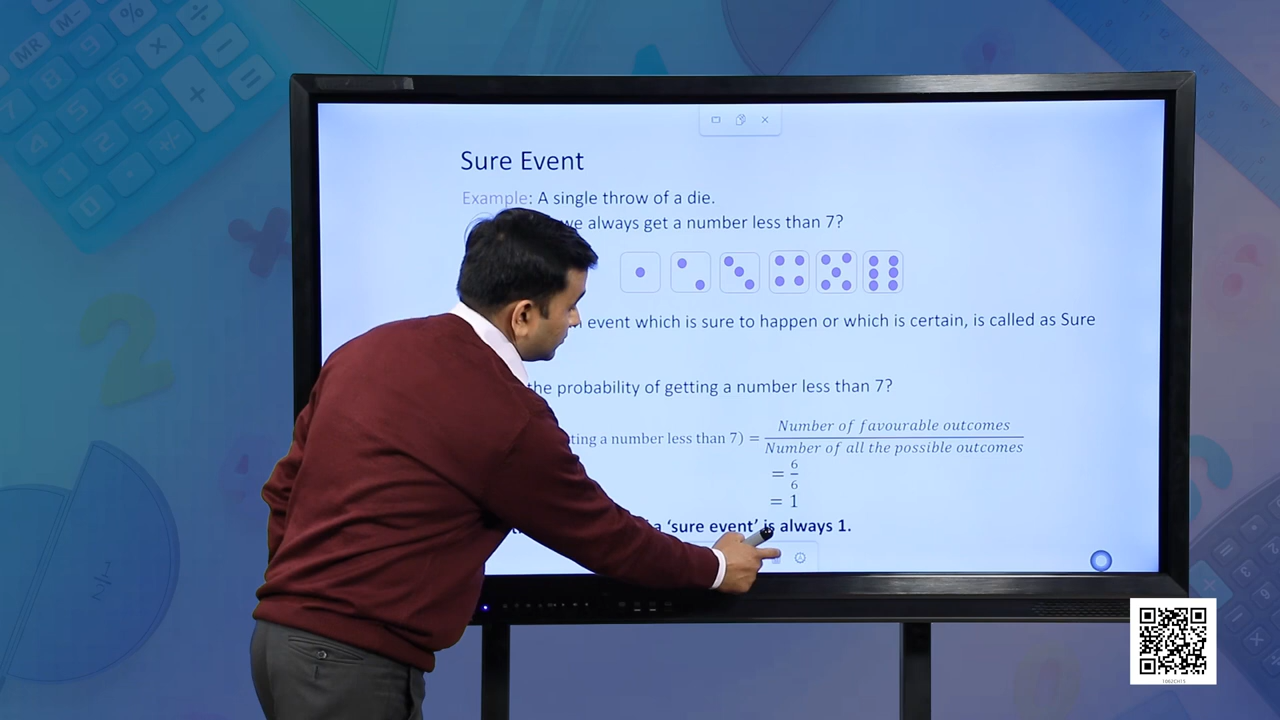 Sure Event
Example: A single throw of a die.
we always get a number less than 7?
event which is sure to happen or which is certain, is called as Sure
the probability of getting a number less than 7?
ting a number less than 7) = Number of favourable outcomes / Number of all the possible outcomes
= 6/6
= 1
a ‘sure event’ is always 1.